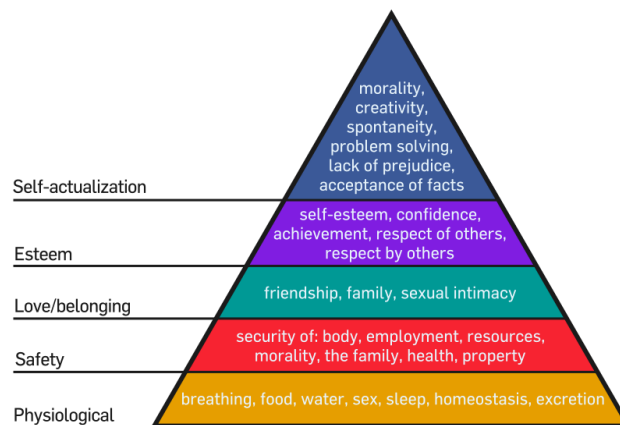 morality,
creativity,
spontaneity,
problem solving,
lack of prejudice,
acceptance of facts
Self-actualization
self-esteem, confidence,
achievement, respect of others,
respect by others
Esteem
friendship, family, sexual intimacy
Love/belonging
security of: body, employment, resources,
morality, the family, health, property
Safety
breathing, food, water, sex, sleep, homeostasis, excretion
Physiological